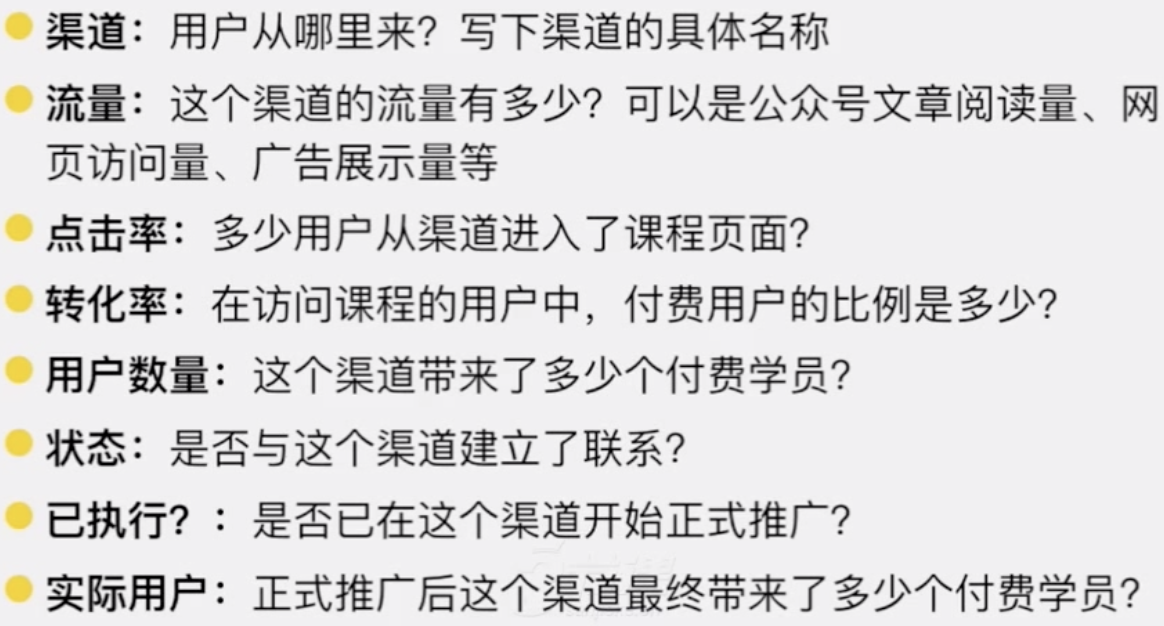 渠道：用户从哪里来？写下渠道的具体名称
流量：这个渠道的流量有多少？可以是公众号文章阅读量、网
页访问量、广告展示量等
点击率：多少用户从渠道进入了课程页面？
转化率：在访问课程的用户中，付费用户的比例是多少？
用户数量：这个渠道带来了多少个付费学员？
状态：是否与这个渠道建立了联系？
已执行？：是否已在这个渠道开始正式推广？
实际用户：正式推广后这个渠道最终带来了多少个付费学员？